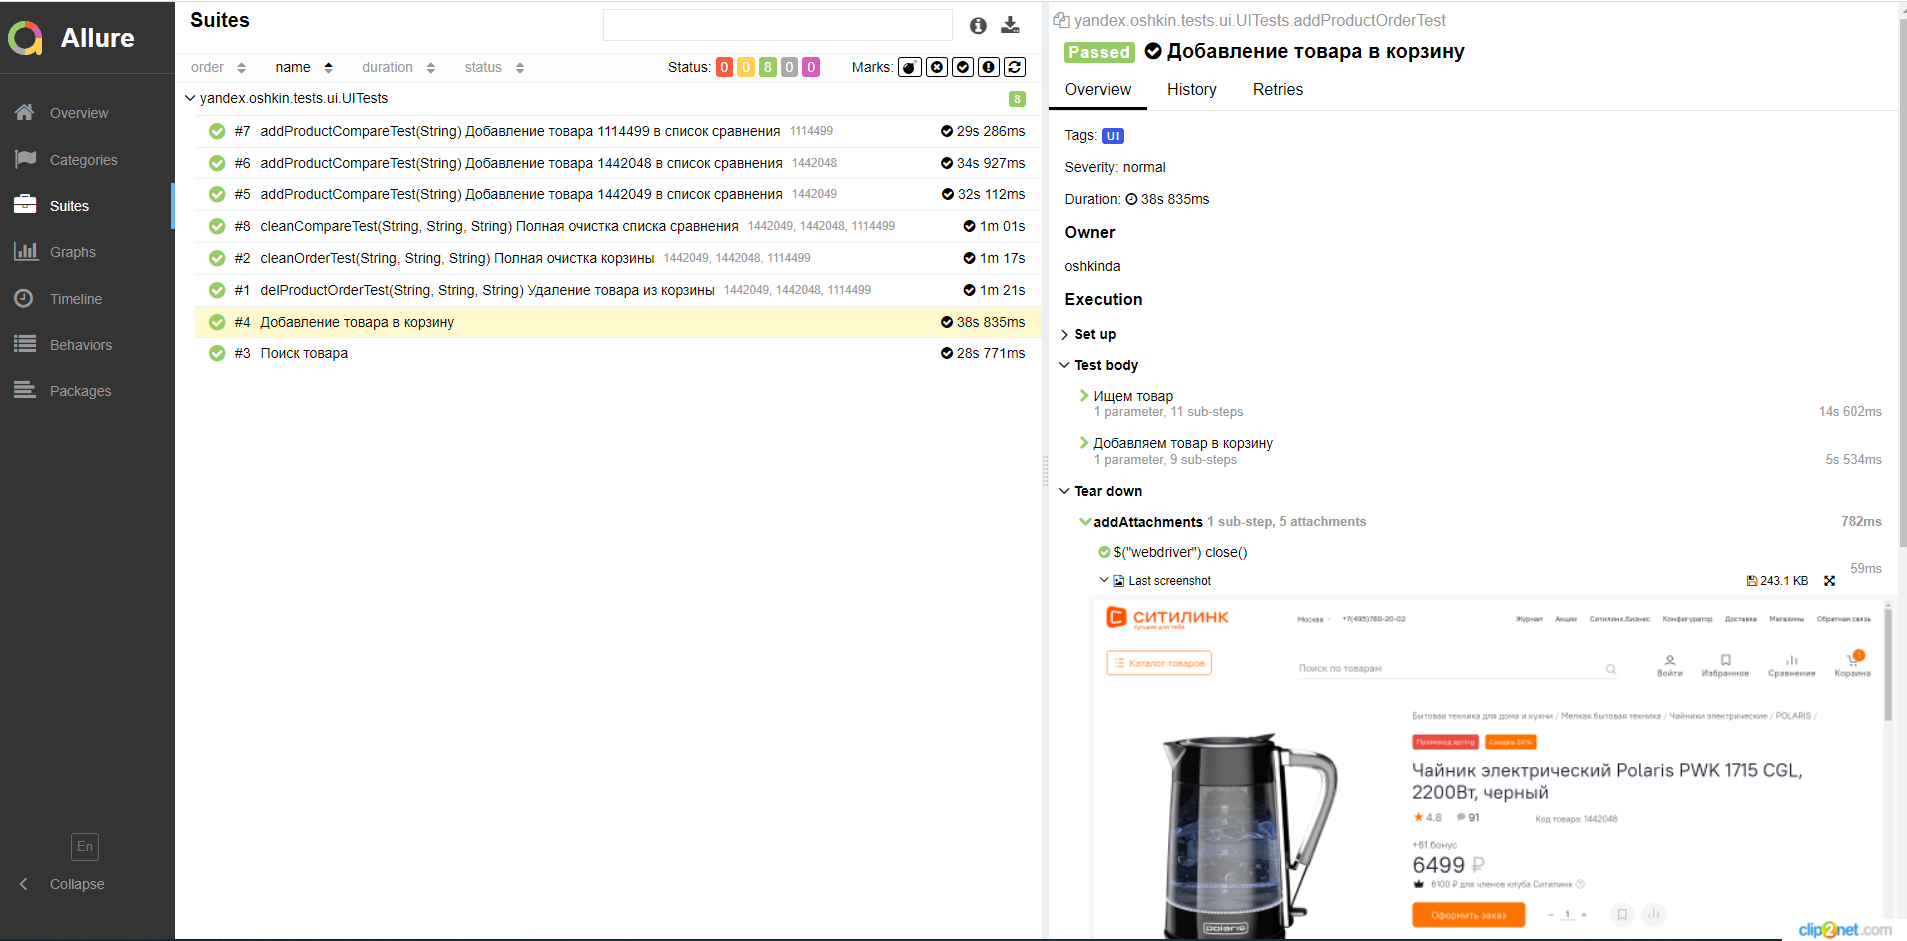 Allure
Overview
Categories
Suites
Graphs
Timeline
Behaviors
Packages
En
Collapse
Suites
order name duration status Status: 0 0 8 0 0 Marks:
yandex.oshkin.tests.ui.UITests 8
#7 addProductCompareTest(String) Добавление товара 1114499 в список сравнения 1114499 29s 286ms
#6 addProductCompareTest(String) Добавление товара 1442048 в список сравнения 1442048 34s 927ms
#5 addProductCompareTest(String) Добавление товара 1442049 в список сравнения 1442049 32s 112ms
#8 cleanCompareTest(String, String, String) Полная очистка списка сравнения 1442049, 1442048, 1114499 1m 01s
#2 cleanOrderTest(String, String, String) Полная очистка корзины 1442049, 1442048, 1114499 1m 17s
#1 delProductOrderTest(String, String, String) Удаление товара из корзины 1442049, 1442048, 1114499 1m 21s
#4 Добавление товара в корзину 38s 835ms
#3 Поиск товара 28s 771ms
yandex.oshkin.tests.ui.UITests.addProductOrderTest
Passed Добавление товара в корзину
Overview History Retries
Tags: UI
Severity: normal
Duration: 38s 835ms
Owner
oshkinda
Execution
Set up
Test body
Ищем товар
1 parameter, 11 sub-steps 14s 602ms
Добавляем товар в корзину
1 parameter, 9 sub-steps 5s 534ms
Tear down
addAttachments 1 sub-step, 5 attachments 782ms
$("webdriver") close()
59ms
Last screenshot 243.1 KB
СИТИЛИНК
лучшее для тебя
Москва +7(495)780-20-02 Журнал Акции Ситилинк.Бизнес Конфигуратор Доставка Магазины Обратная связь
Каталог товаров Поиск по товарам Войти Избранное Сравнение Корзина
Бытовая техника для дома и кухни / Мелкая бытовая техника / Чайники электрические / POLARIS /
Промокод spring Скидка 50%
Чайник электрический Polaris PWK 1715 CGL,
2200Вт, черный
4.8 91 Код товара: 1442048
+61 бонус
6499 ₽
6100 ₽ для членов клуба Ситилинк
Оформить заказ − 1 +
polaris
clip2net.com